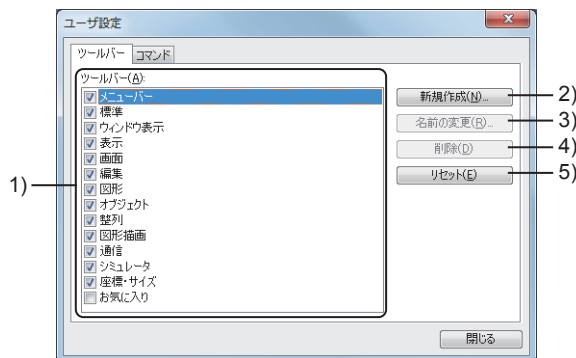 ユーザ設定
ツールバー コマンド
ツールバー(A):
メニューバー
標準
ウィンドウ表示
表示
画面
編集
図形
オブジェクト
整列
図形描画
通信
シミュレータ
座標・サイズ
お気に入り
新規作成(N)...
名前の変更(R)...
削除(D)
リセット(E)
閉じる
1)
2)
3)
4)
5)